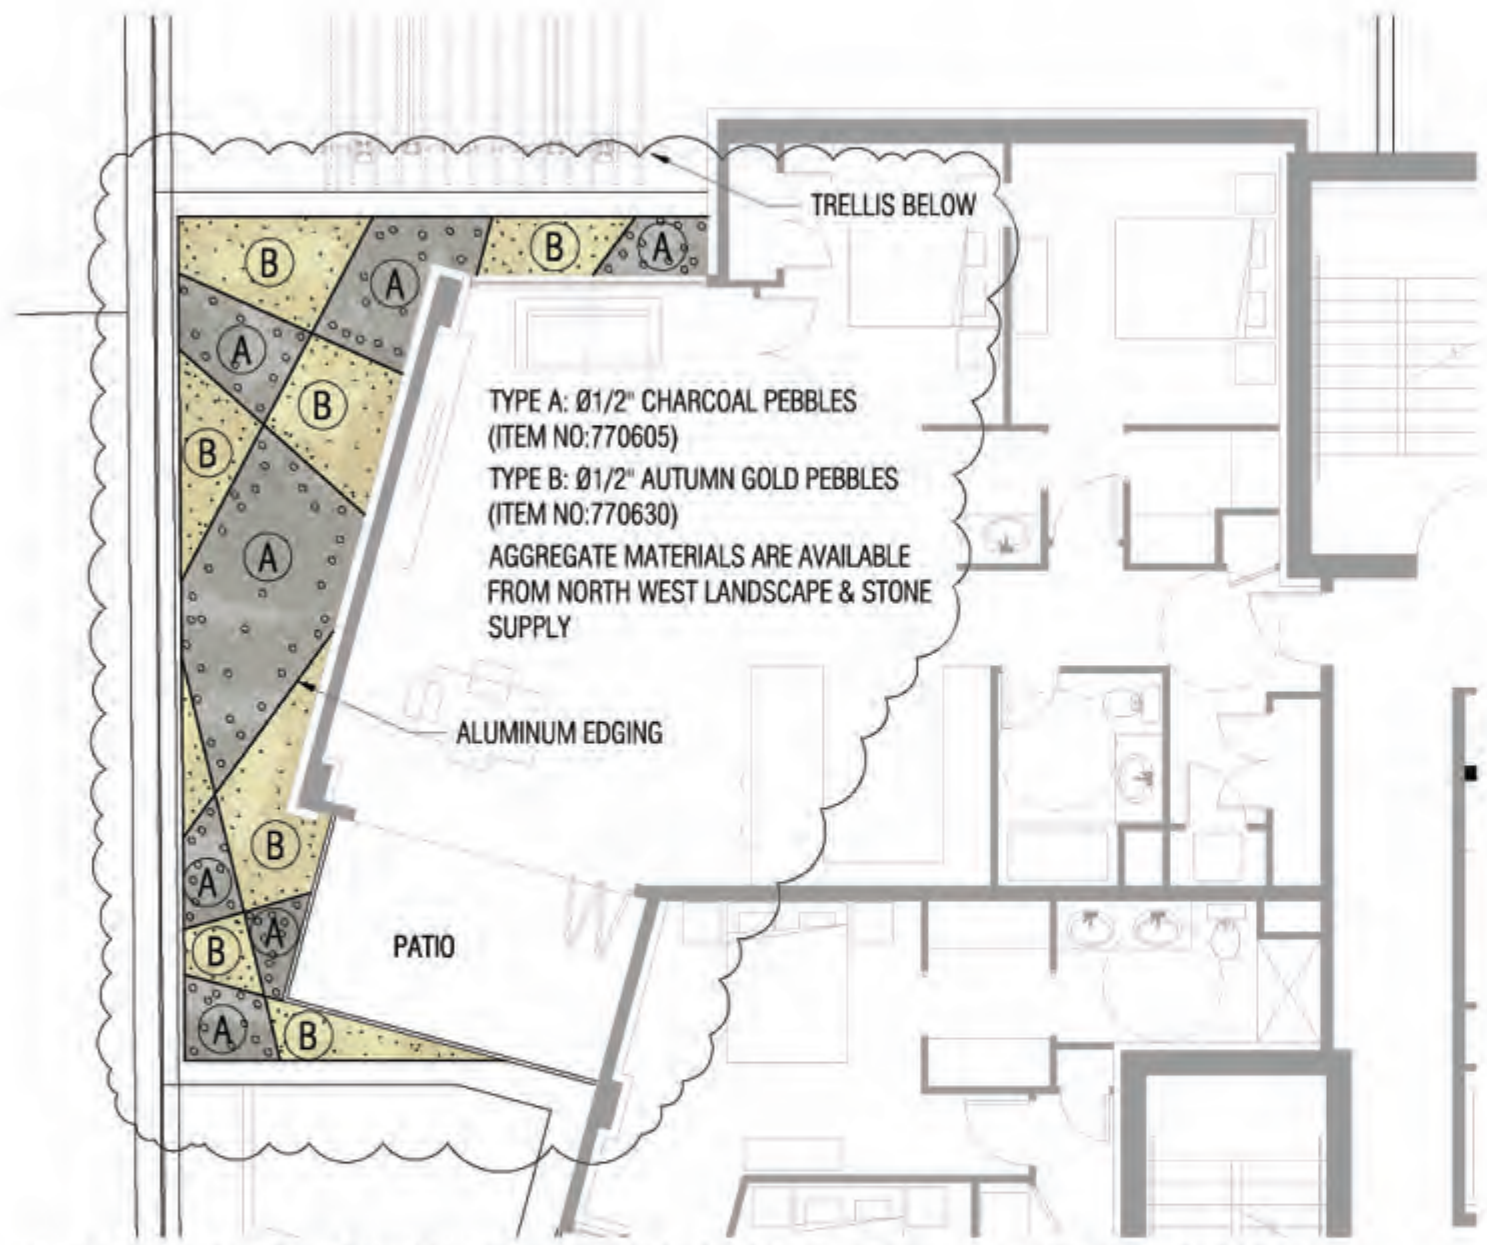 TRELLIS BELOW
B
B
A
A
A
B
TYPE A: Ø1/2" CHARCOAL PEBBLES
(ITEM NO:770605)
B
TYPE B: Ø1/2" AUTUMN GOLD PEBBLES
(ITEM NO:770630)
A
AGGREGATE MATERIALS ARE AVAILABLE
FROM NORTH WEST LANDSCAPE & STONE
SUPPLY
ALUMINUM EDGING
B
A
A
B
PATIO
A
B